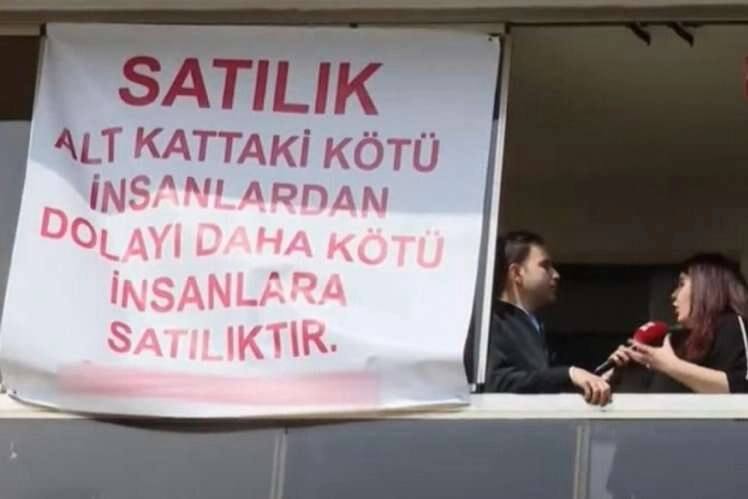 SATILIK
ALT KATTAKİ KÖTÜ
İNSANLARDAN
DOLAYI DAHA KÖTÜ
İNSANLARA
SATILIKTIR.